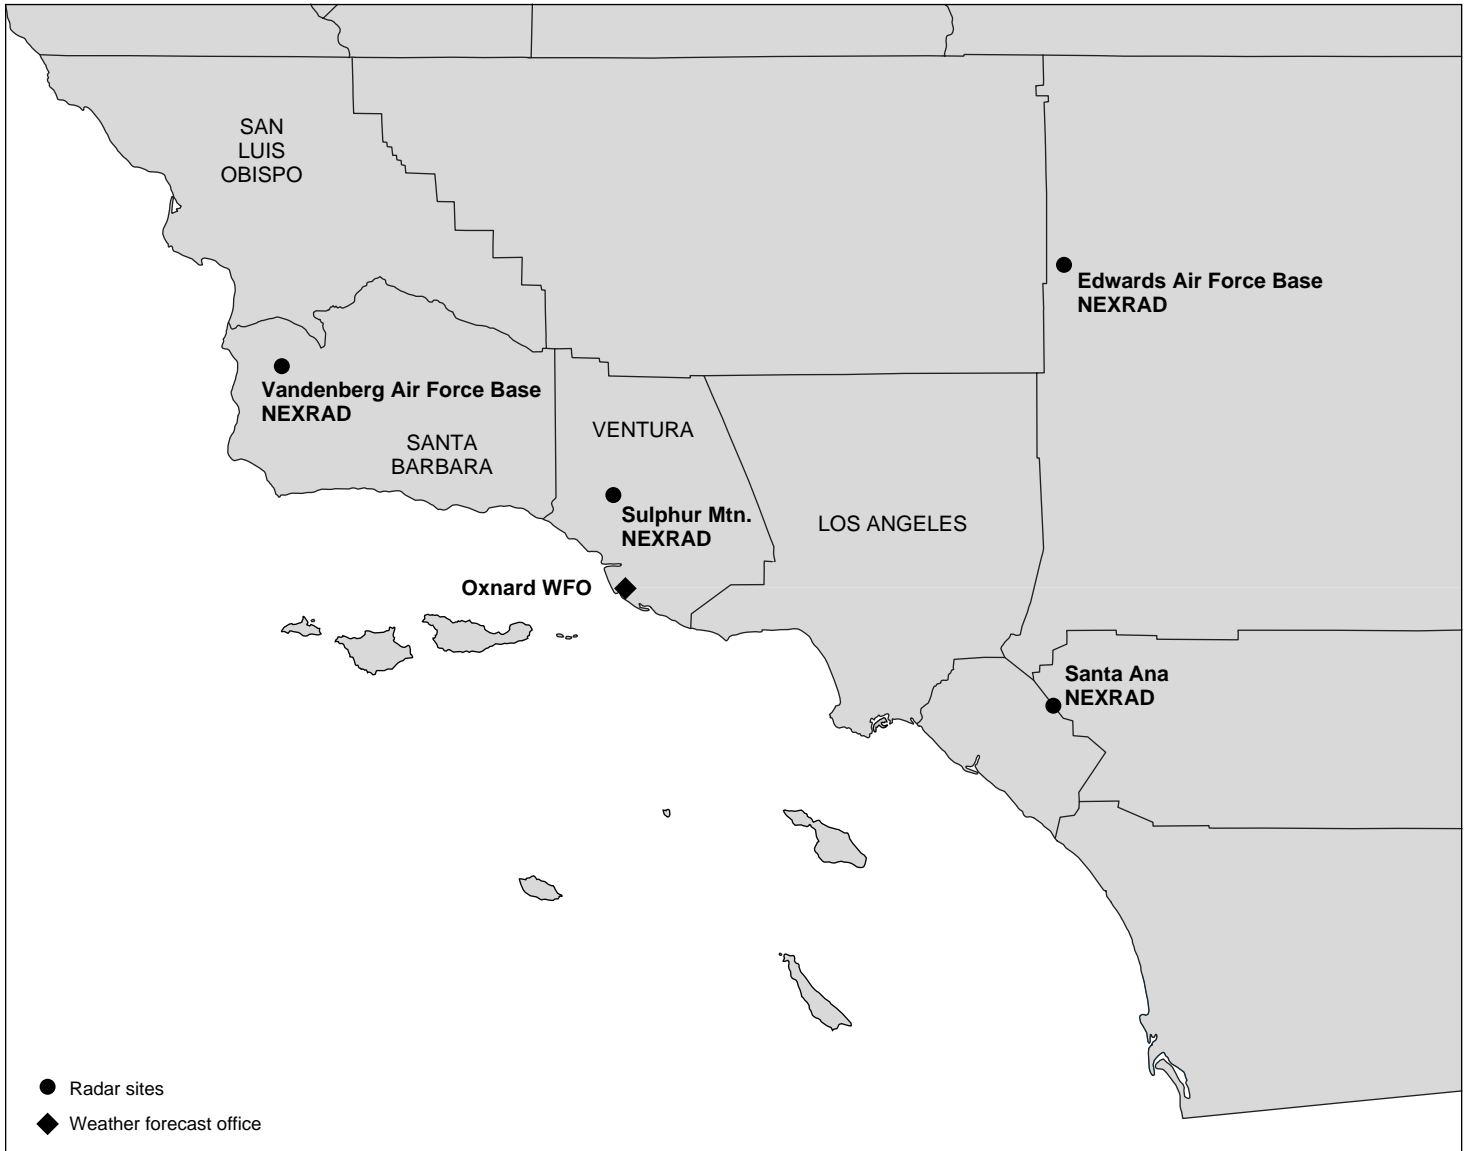 SAN
LUIS
OBISPO
Edwards Air Force Base
NEXRAD
Vandenberg Air Force Base
NEXRAD
VENTURA
SANTA
BARBARA
Sulphur Mtn.
NEXRAD
LOS ANGELES
Oxnard WFO
Santa Ana
NEXRAD
Radar sites
Weather forecast office